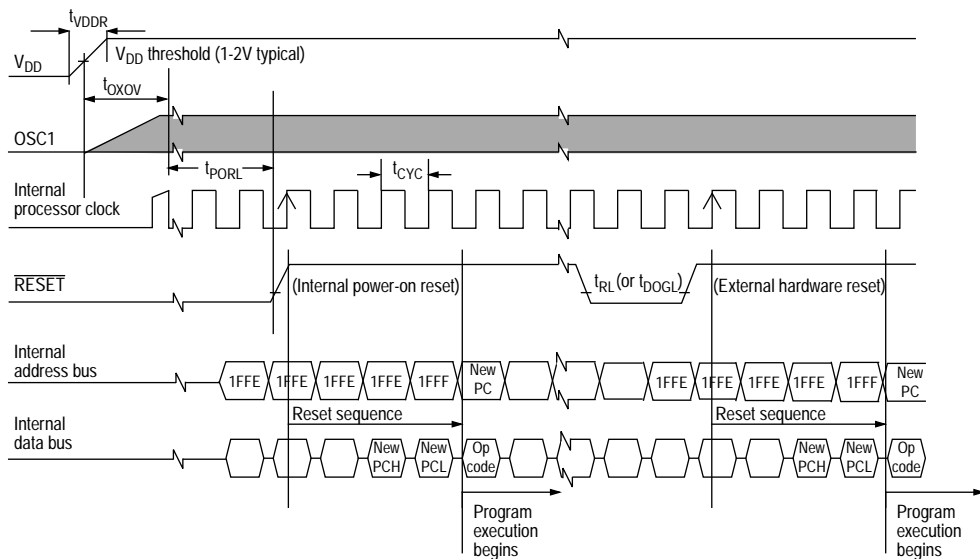 tVDDR
VDD threshold (1-2V typical)
VDD
tOXOV
OSC1
tPORL
tCYC
Internal
processor clock
RESET
(Internal power-on reset)
tRL (or tDOGL)
(External hardware reset)
Internal
address bus
1FFE 1FFE 1FFE 1FFE 1FFF New PC 1FFE 1FFE 1FFE 1FFE 1FFF New PC
Reset sequence Reset sequence
Internal
data bus
New PCH New PCL Op code New PCH New PCL Op code
Program
execution
begins
Program
execution
begins